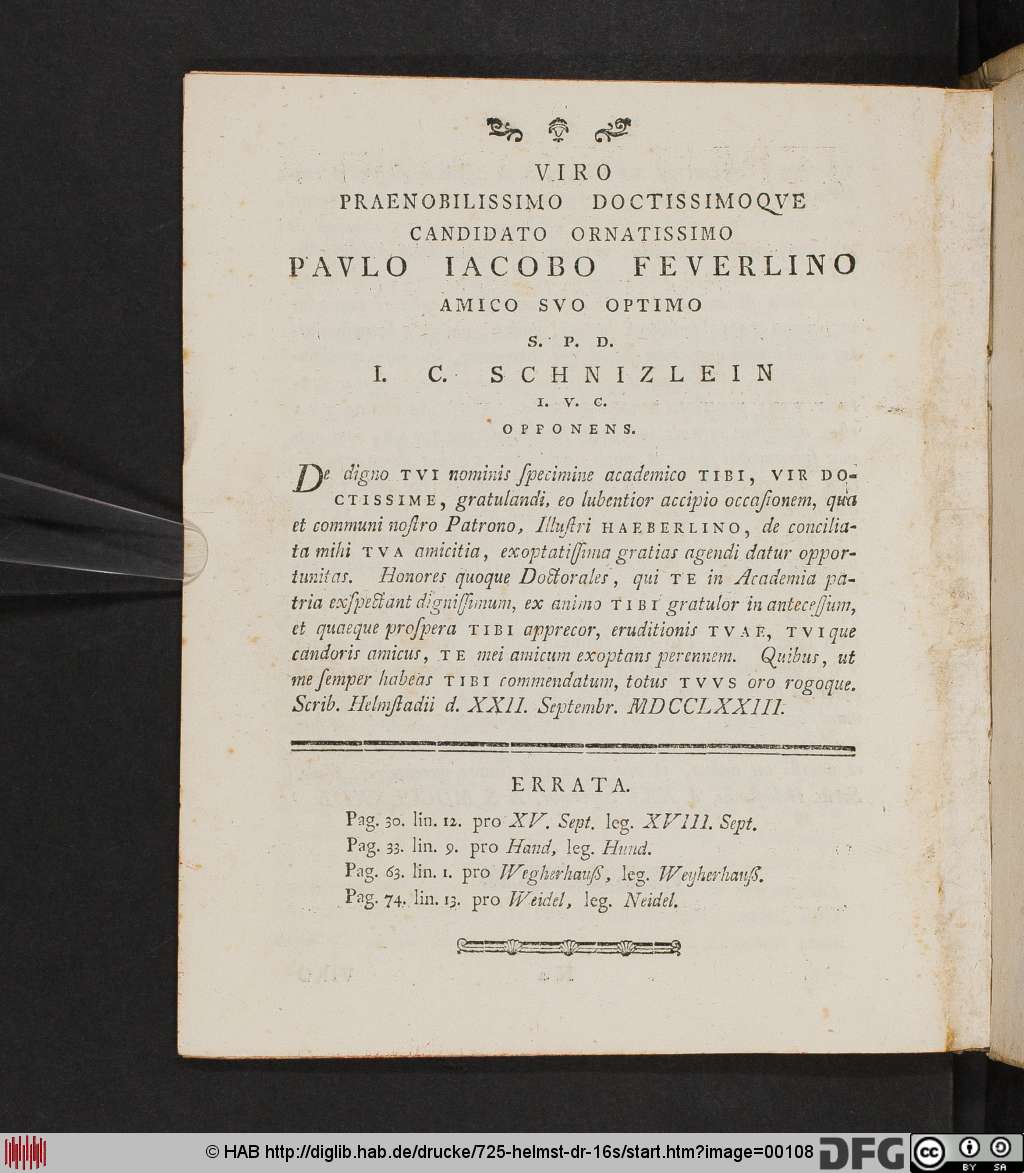 VIRO
PRAENOBILISSIMO DOCTISSIMOQVE
CANDIDATO ORNATISSIMO
PAVLO IACOBO FEVERLINO
AMICO SVO OPTIMO
S. P. D.
I. C. SCHNIZLEIN
I. V. C.
OPPONENS.
De digno TVI nominis ſpecimine academico TIBI, VIR DO-
CTISSIME, gratulandi, eo lubentior accipio occaſionem, qua
et communi noſtro Patrono, Illuſtri HAEBERLINO, de concilia-
ta mihi TVA amicitia, exoptatiſſima gratias agendi datur oppor-
tunitas. Honores quoque Doctorales, qui TE in Academia pa-
tria exſpectant digniſſimum, ex animo TIBI gratulor in anteceſſum,
et quaeque proſpera TIBI apprecor, eruditionis TVAE, TVIque
candoris amicus, TE mei amicum exoptans perennem. Quibus, ut
me ſemper habeas TIBI commendatum, totus TVVS oro rogoque.
Scrib. Helmſtadii d. XXII. Septembr. MDCCLXXIII.
ERRATA.
Pag. 30. lin. 12. pro XV. Sept. leg. XVIII. Sept.
Pag. 33. lin. 9. pro Hand, leg. Hund.
Pag. 63. lin. 1. pro Wegherhauß, leg. Weyherhauß.
Pag. 74. lin. 13. pro Weidel, leg. Neidel.
© HAB http://diglib.hab.de/drucke/725-helmst-dr-16s/start.htm?image=00108 DFG cc BY SA